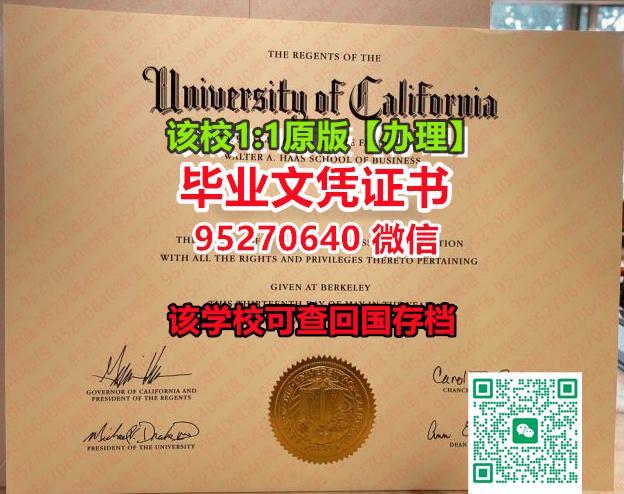 THE REGENTS OF THE
University of California
该校1:1原版【办理】
WALTER A. HAAS SCHOOL OF BUSINESS
毕业文凭证书
95270640 微信
WITH ALL THE RIGHTS AND PRIVILEGES THERETO PERTAINING
GIVEN AT BERKELEY
该学校可查回国存档
GOVERNOR OF CALIFORNIA AND
PRESIDENT OF THE REGENTS
PRESIDENT OF THE UNIVERSITY